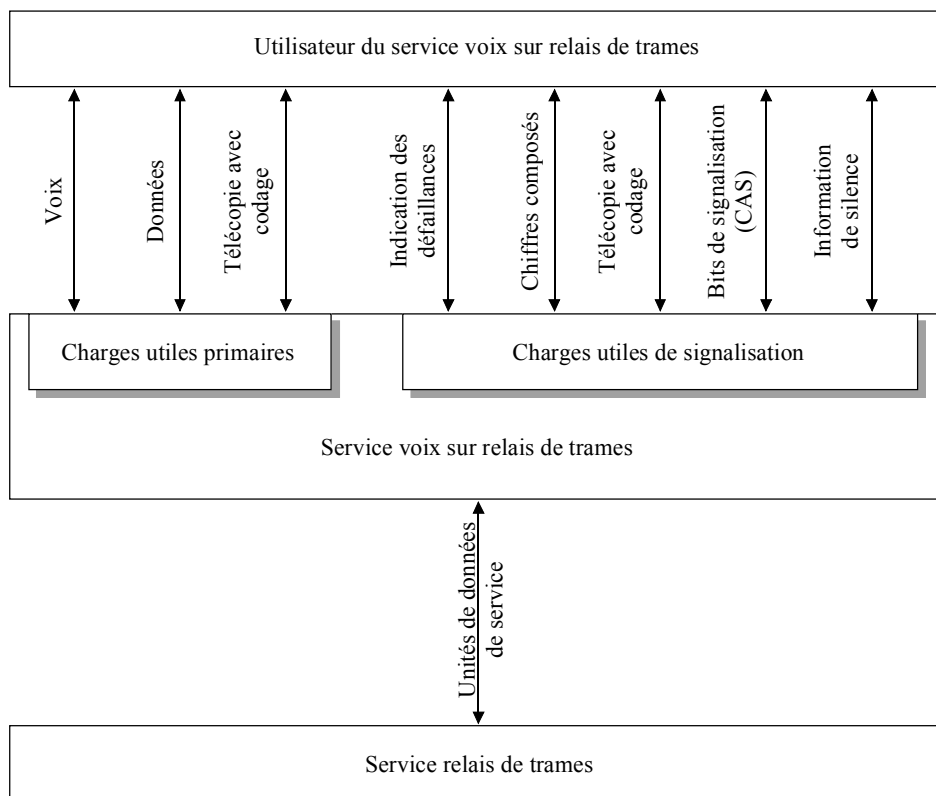 Utilisateur du service voix sur relais de trames
Voix
Données
Télécopie avec
codage
Indication des
défaillances
Chiffres composés
Télécopie avec
codage
Bits de signalisation
(CAS)
Information
de silence
Charges utiles primaires
Charges utiles de signalisation
Service voix sur relais de trames
Unités de données
de service
Service relais de trames